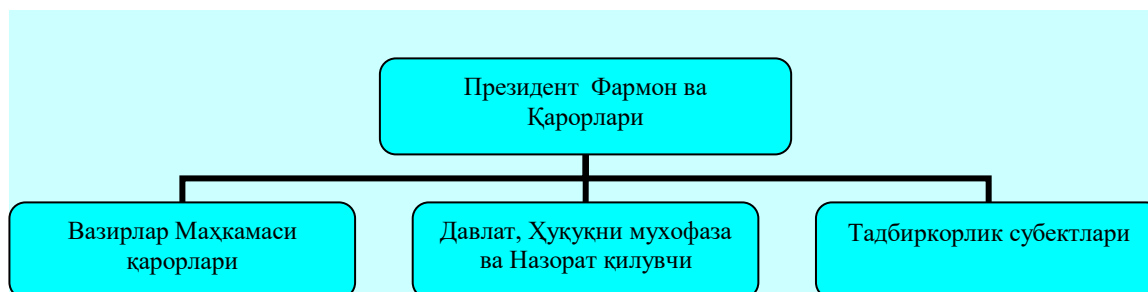 Президент Фармон ва
Қарорлари
Вазирлар Маҳкамаси
қарорлари
Давлат, Ҳуқуқни мухофаза
ва Назорат қилувчи
Тадбиркорлик субектлари